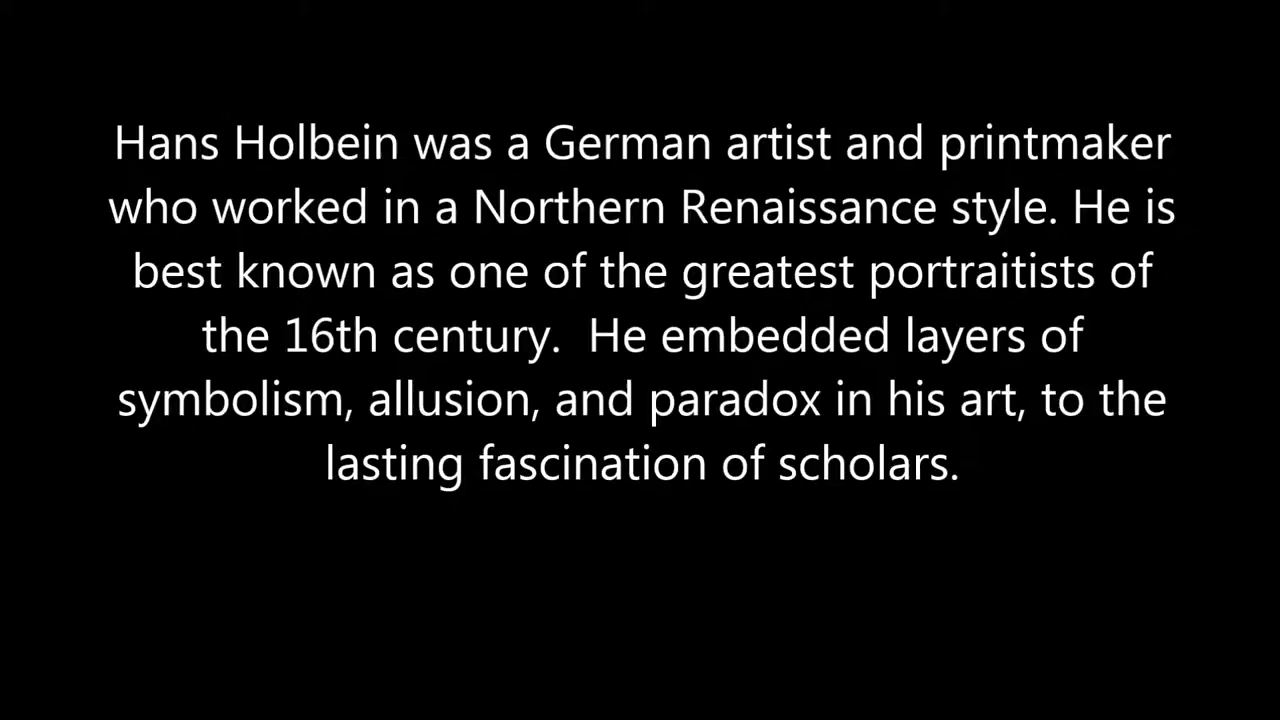 Hans Holbein was a German artist and printmaker
who worked in a Northern Renaissance style. He is
best known as one of the greatest portraitists of
the 16th century.  He embedded layers of
symbolism, allusion, and paradox in his art, to the
lasting fascination of scholars.